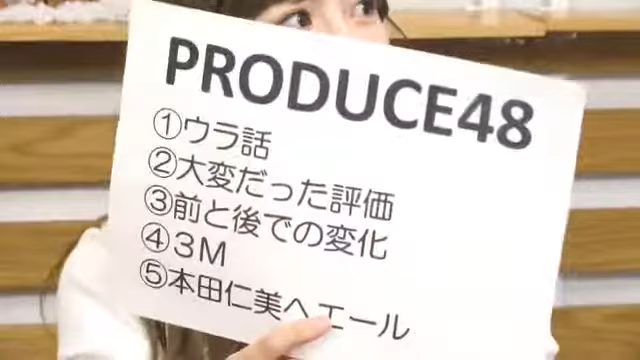 PRODUCE48
①ウラ話
②大変だった評価
③前と後での変化
④３M
⑤本田仁美へエール